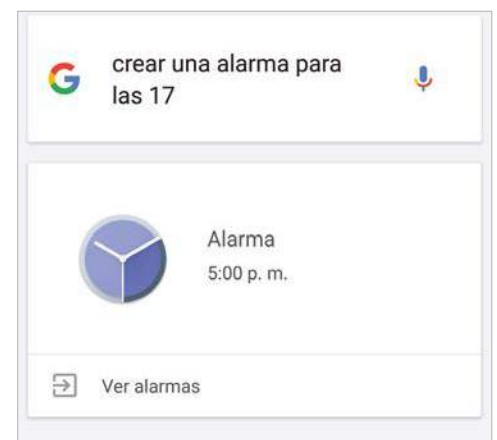 crear una alarma para
las 17
Alarma
5:00 p. m.
Ver alarmas